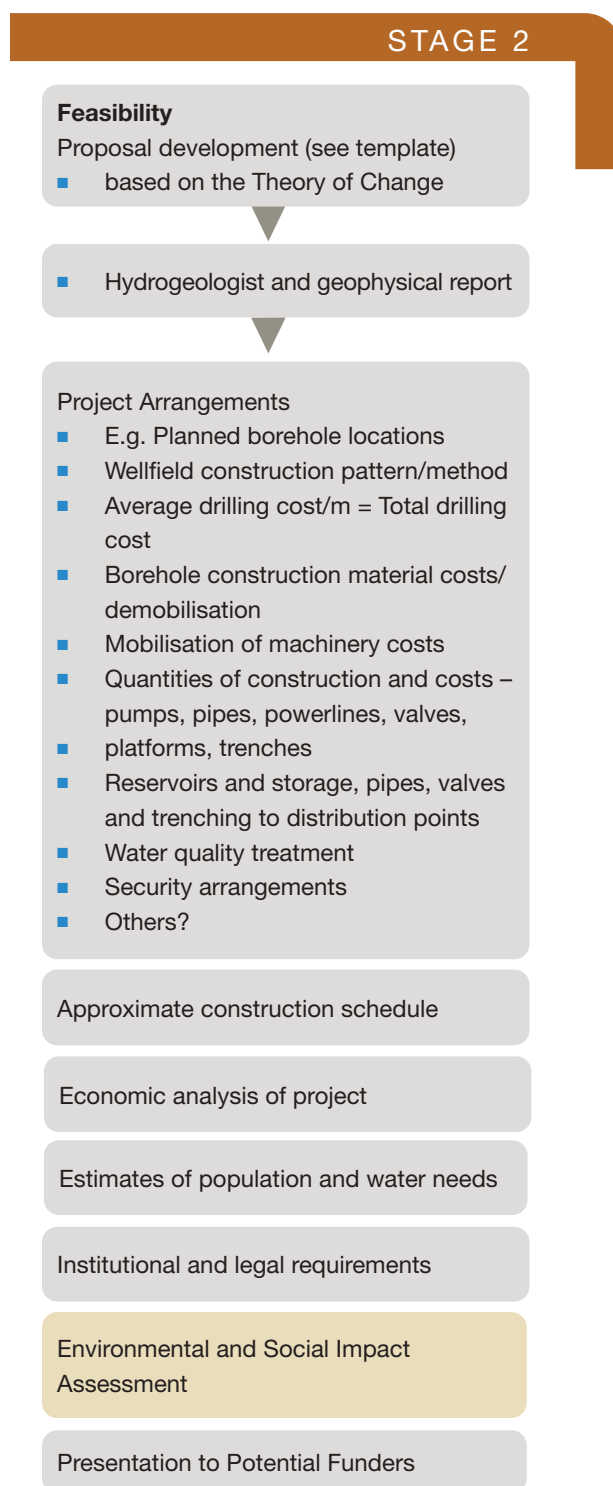 STAGE 2
Feasibility
Proposal development (see template)
■ based on the Theory of Change
■ Hydrogeologist and geophysical report
Project Arrangements
■ E.g. Planned borehole locations
■ Wellfield construction pattern/method
■ Average drilling cost/m = Total drilling
cost
■ Borehole construction material costs/
demobilisation
■ Mobilisation of machinery costs
■ Quantities of construction and costs –
pumps, pipes, powerlines, valves,
■ platforms, trenches
■ Reservoirs and storage, pipes, valves
and trenching to distribution points
■ Water quality treatment
■ Security arrangements
■ Others?
Approximate construction schedule
Economic analysis of project
Estimates of population and water needs
Institutional and legal requirements
Environmental and Social Impact
Assessment
Presentation to Potential Funders